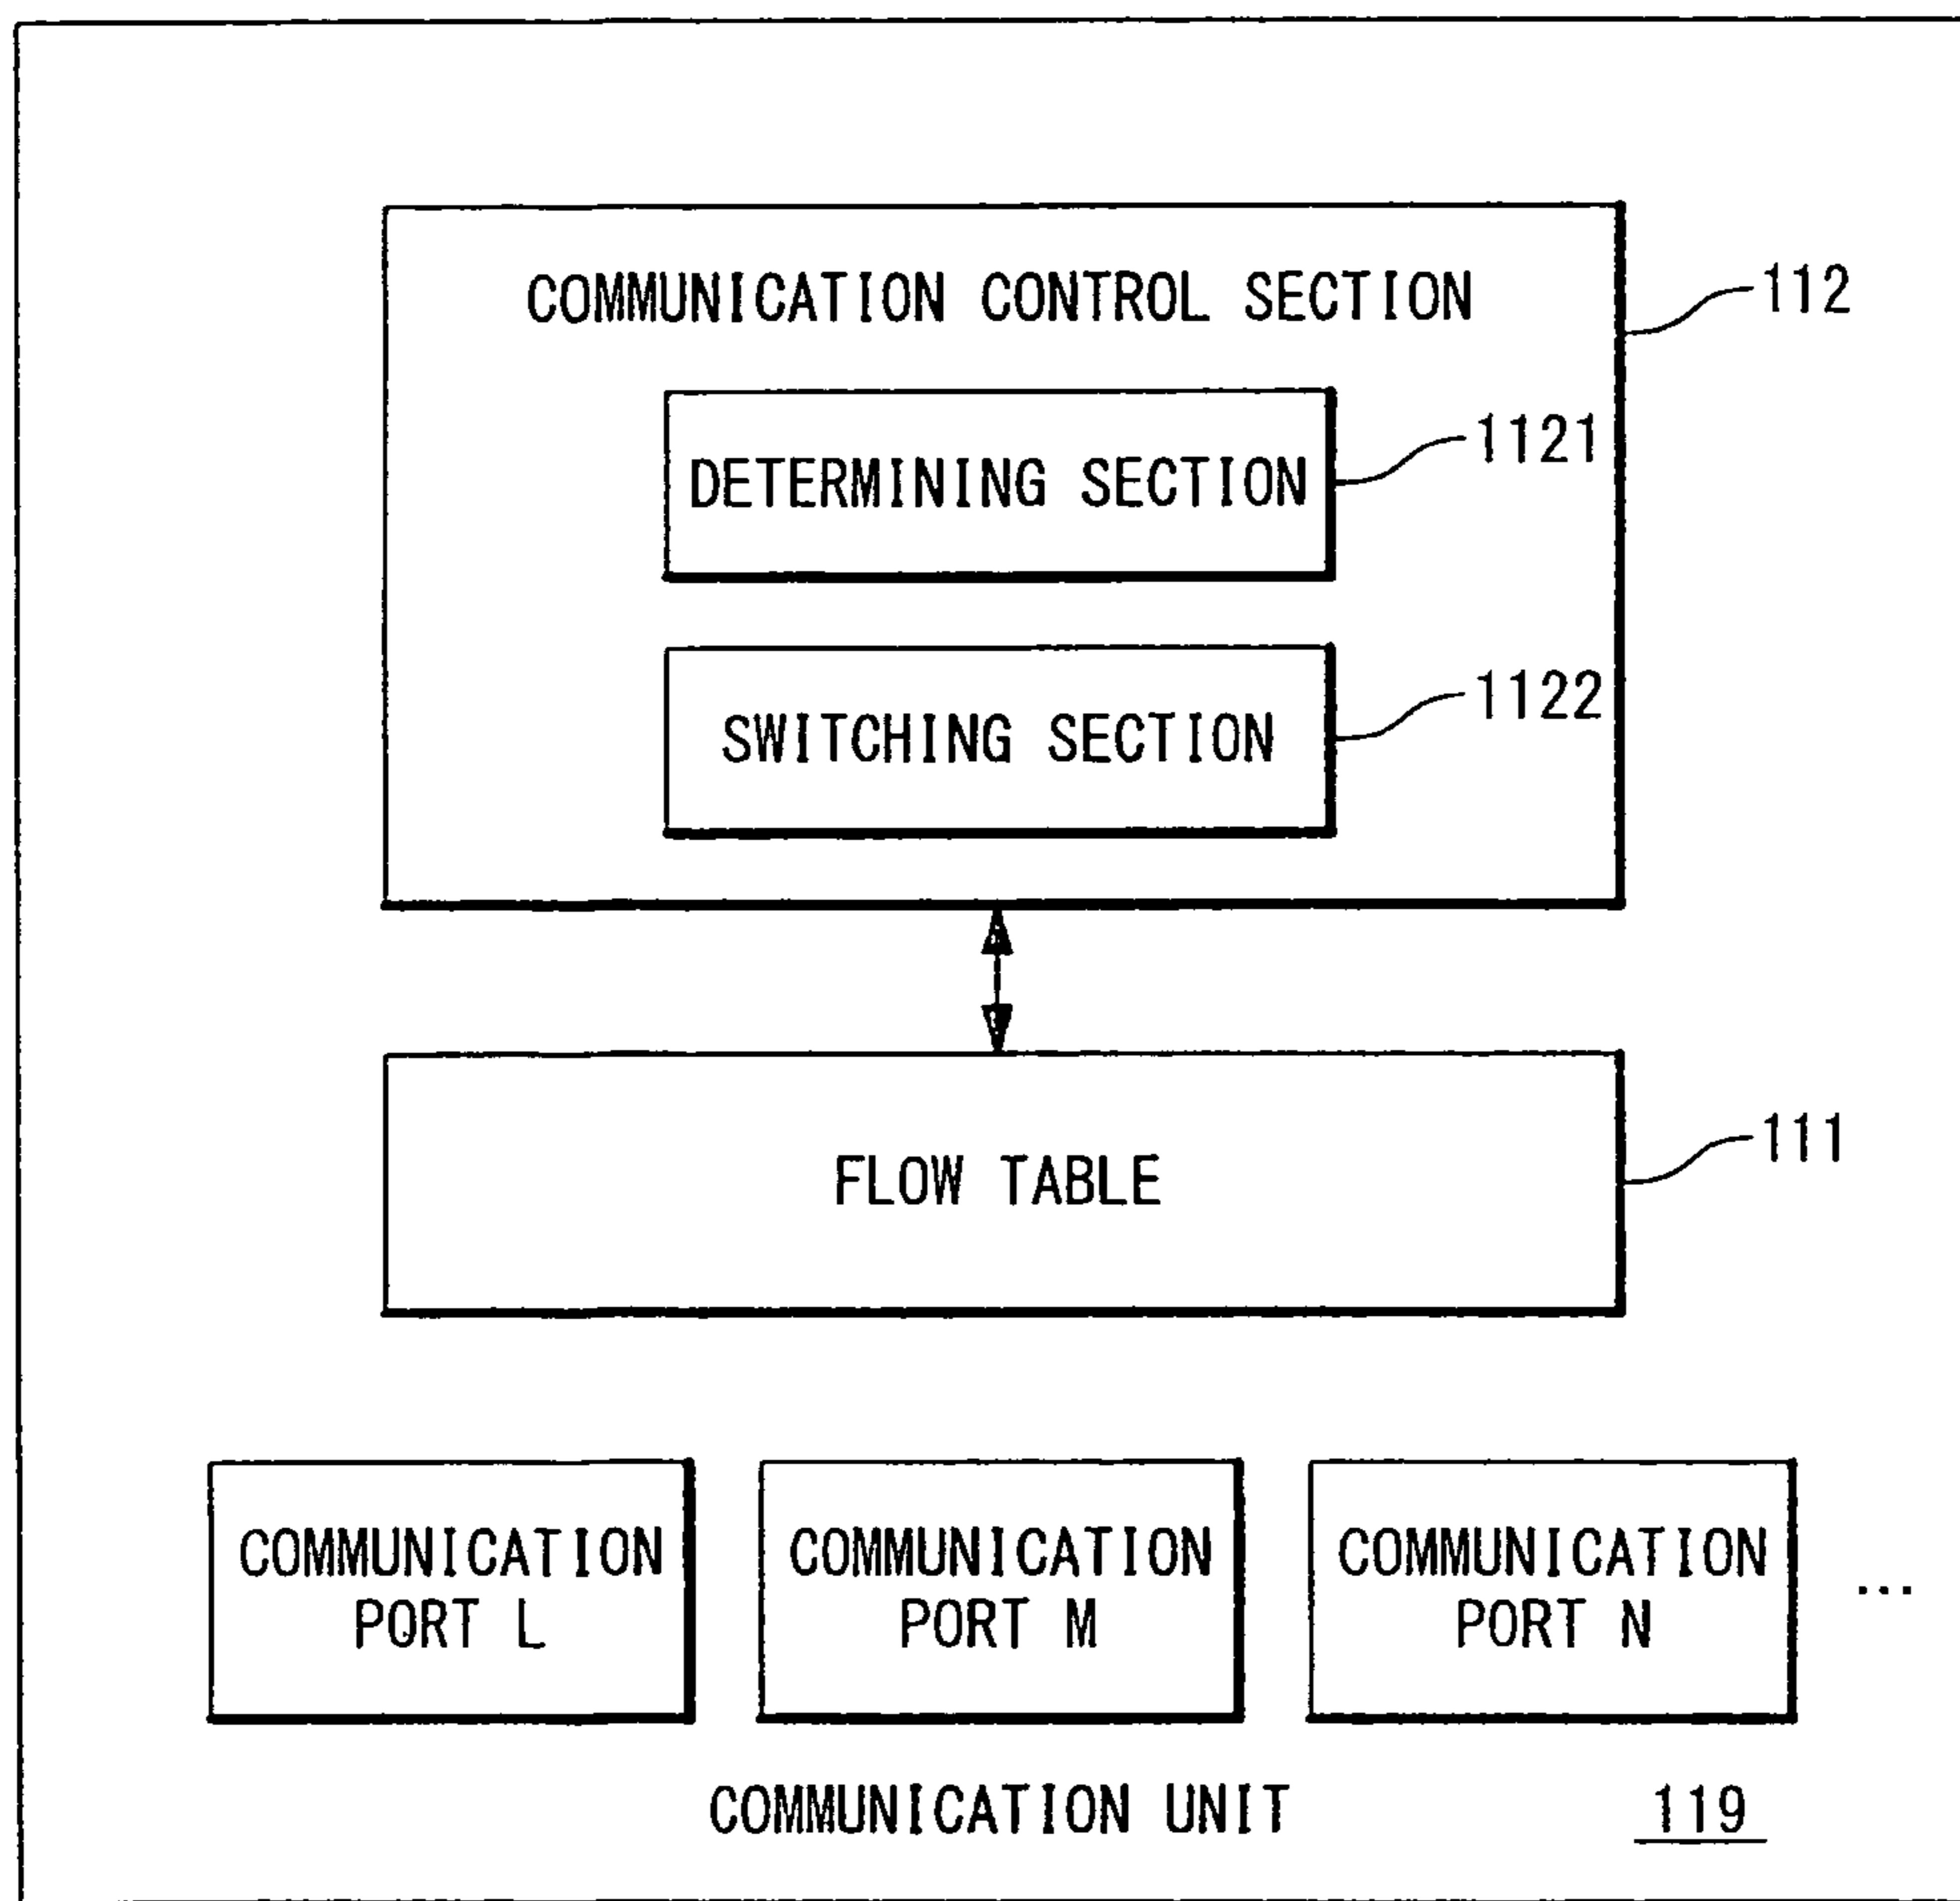 COMMUNICATION CONTROL SECTION
112
DETERMINING SECTION
1121
SWITCHING SECTION
1122
FLOW TABLE
111
COMMUNICATION
PORT L
COMMUNICATION
PORT M
COMMUNICATION
PORT N
...
COMMUNICATION UNIT
119